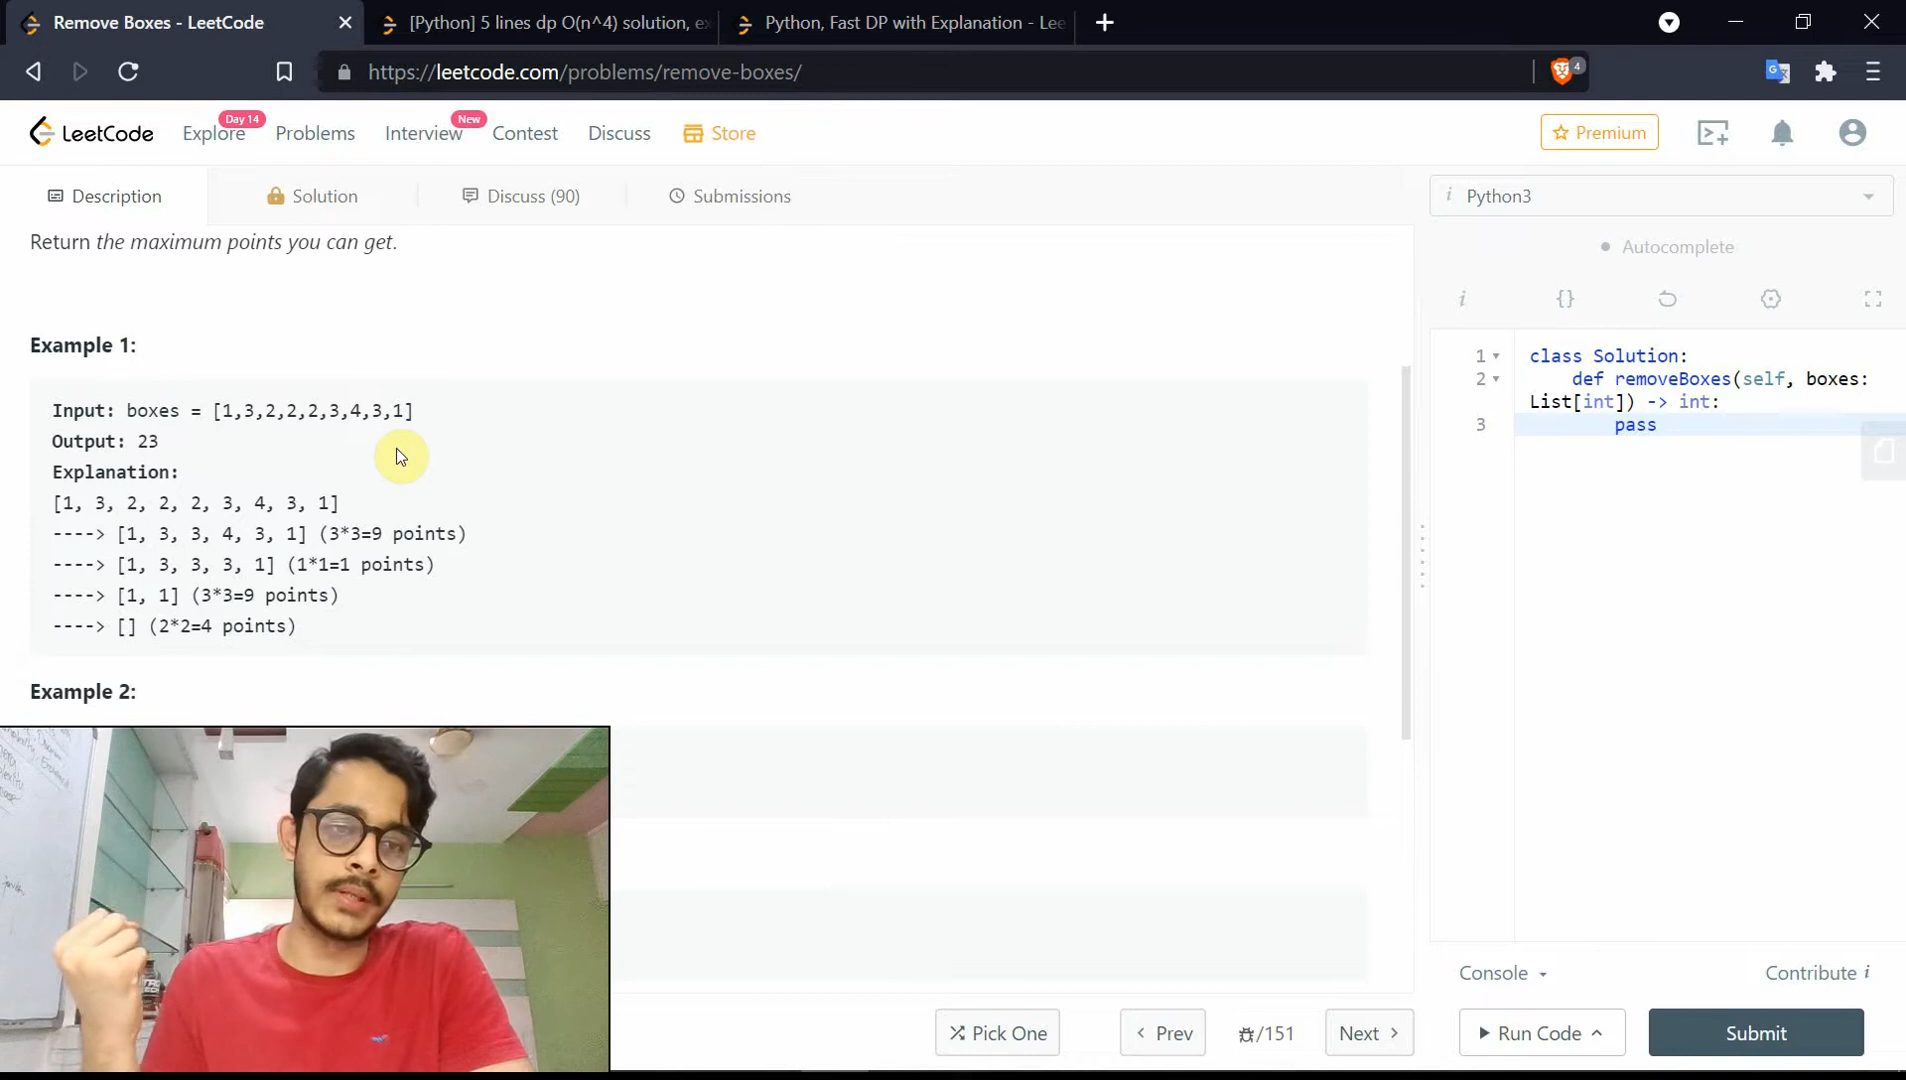 Remove Boxes - LeetCode
[Python] 5 lines dp O(n^4) solution, ex
Python, Fast DP with Explanation - Lee
https://leetcode.com/problems/remove-boxes/
4
LeetCode
Explore
Day 14
Problems
Interview
New
Contest
Discuss
Store
Premium
Description
Solution
Discuss (90)
Submissions
i
Python3
Autocomplete
Return the maximum points you can get.
i
{}
Example 1:
Input: boxes = [1,3,2,2,2,3,4,3,1]
Output: 23
Explanation:
[1, 3, 2, 2, 2, 3, 4, 3, 1]
----> [1, 3, 3, 4, 3, 1] (3*3=9 points)
----> [1, 3, 3, 3, 1] (1*1=1 points)
----> [1, 1] (3*3=9 points)
----> [] (2*2=4 points)
Example 2:
1 class Solution:
2 def removeBoxes(self, boxes:
List[int]) -> int:
3 pass
Console
Contribute i
Pick One
Prev
/151
Next
Run Code
Submit